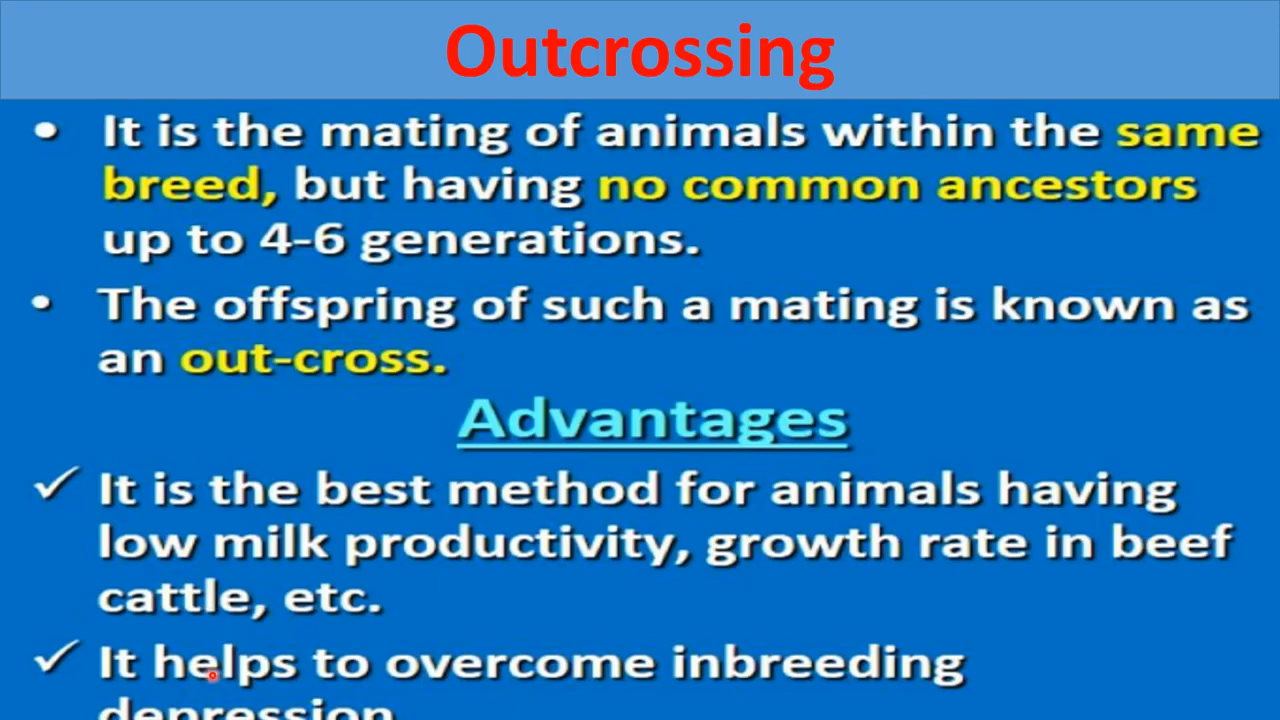 Outcrossing
• It is the mating of animals within the same
breed, but having no common ancestors
up to 4-6 generations.
• The offspring of such a mating is known as
an out-cross.
Advantages
✓ It is the best method for animals having
low milk productivity, growth rate in beef
cattle, etc.
✓ It helps to overcome inbreeding
depression